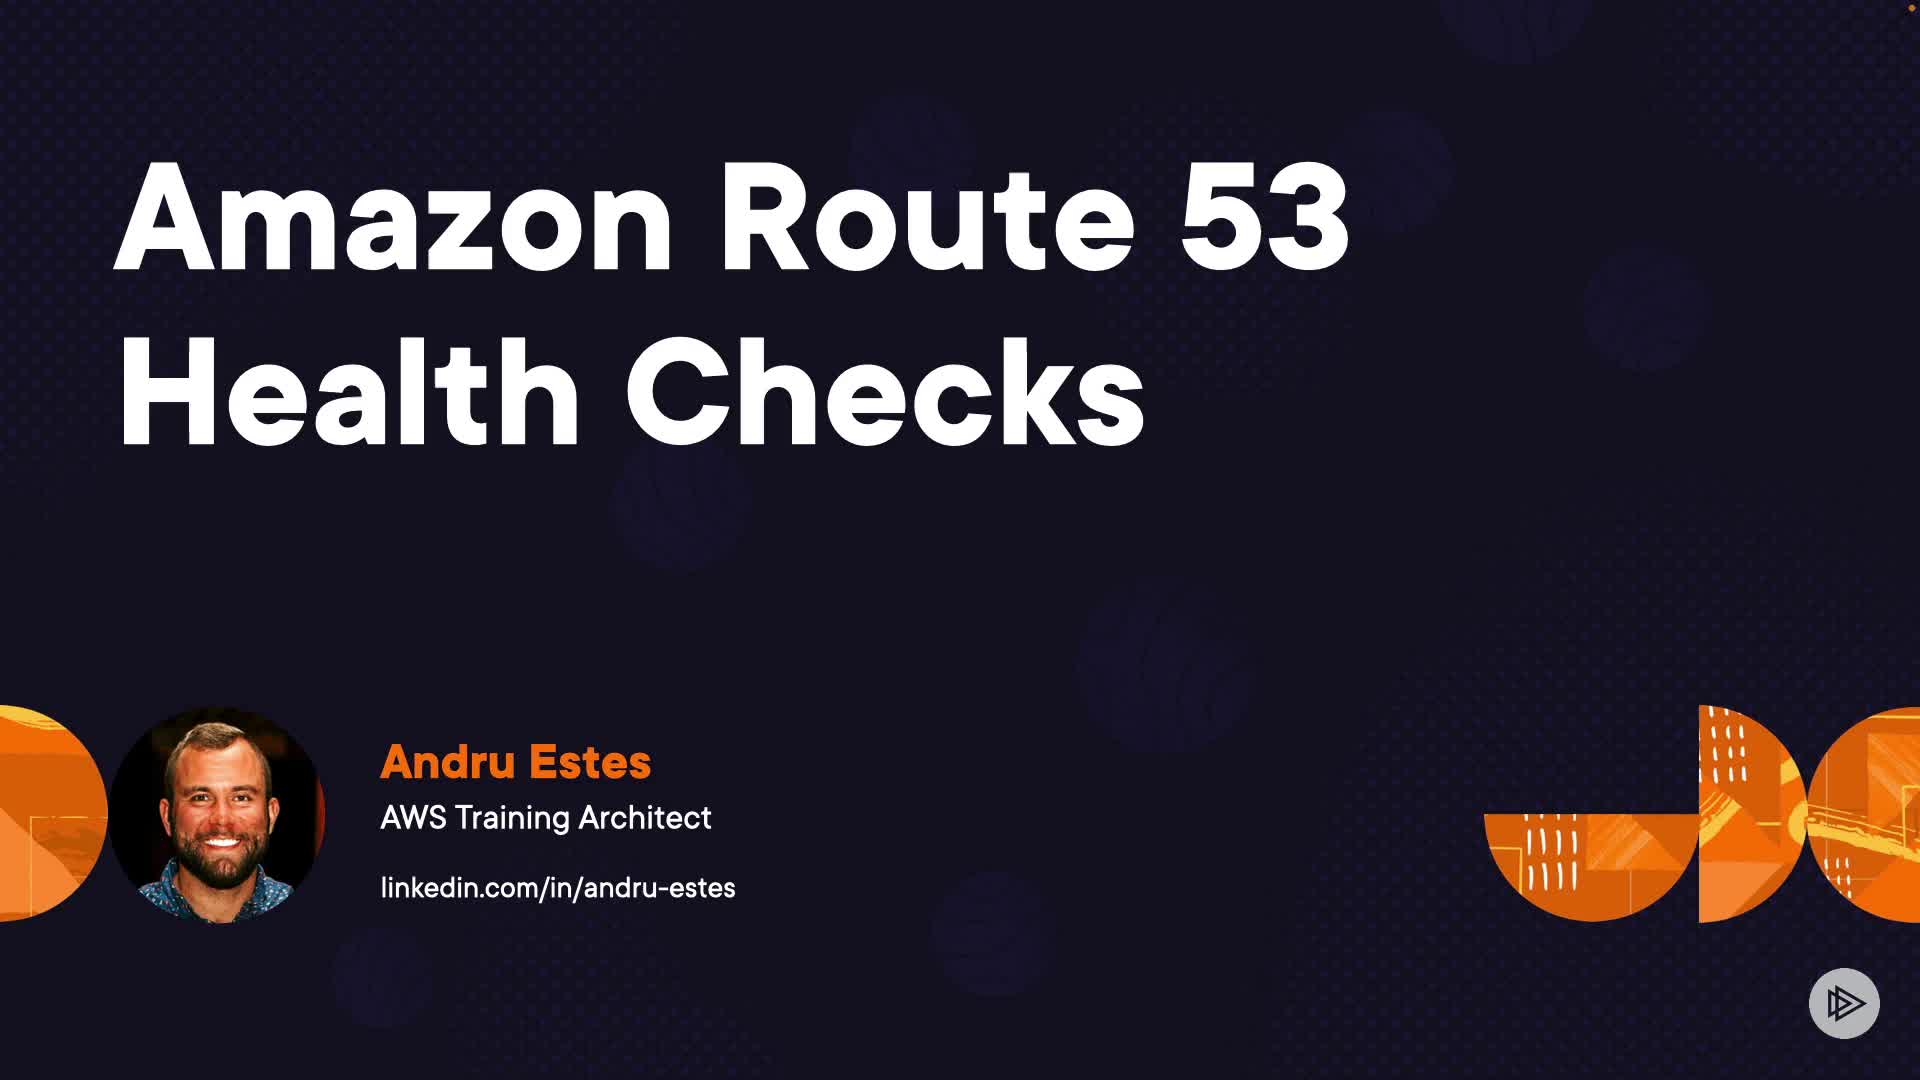 Amazon Route 53
Health Checks
Andru Estes
AWS Training Architect
linkedin.com/in/andru-estes